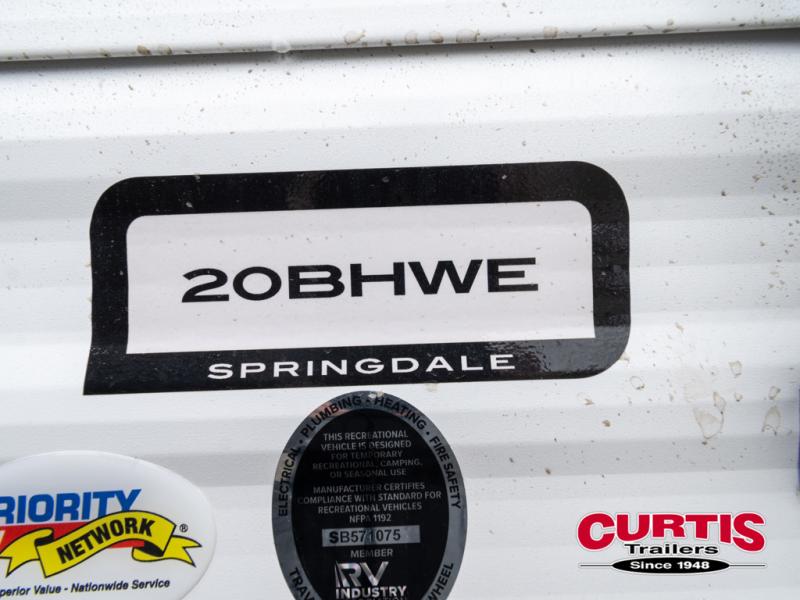 20BHWE
SPRINGDALE
ELECTRICAL · PLUMBING · HEATING · FIRE SAFETY
THIS RECREATIONAL
VEHICLE IS DESIGNED
FOR TEMPORARY
RECREATIONAL, CAMPING,
OR SEASONAL USE
MANUFACTURER CERTIFIES
COMPLIANCE WITH STANDARD FOR
RECREATIONAL VEHICLES
NFPA 1192
SB571075
MEMBER
RV
INDUSTRY
RIORITY
NETWORK®
perior Value - Nationwide Service
CURTIS
Trailers
Since 1948